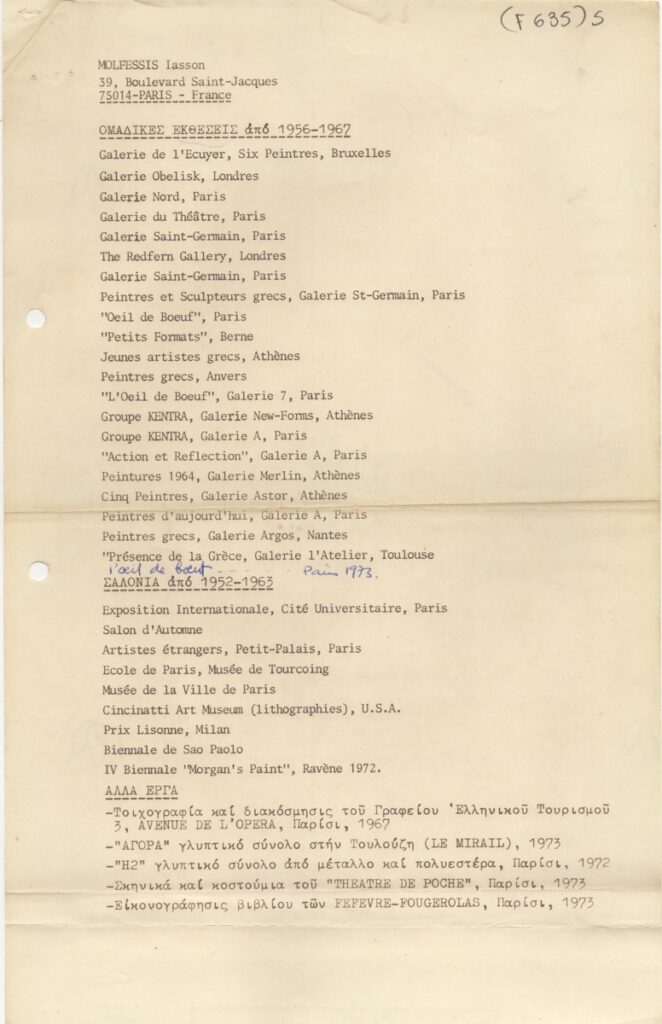 (F 635) 5
MOLFESSIS Iasson
39, Boulevard Saint-Jacques
75014-PARIS - France
ΟΜΑΔΙΚΕΣ ΕΚΘΕΣΕΙΣ ἀπό 1956-1967
Galerie de l'Ecuyer, Six Peintres, Bruxelles
Galerie Obelisk, Londres
Galerie Nord, Paris
Galerie du Théâtre, Paris
Galerie Saint-Germain, Paris
The Redfern Gallery, Londres
Galerie Saint-Germain, Paris
Peintres et Sculpteurs grecs, Galerie St-Germain, Paris
"Oeil de Boeuf", Paris
"Petits Formats", Berne
Jeunes artistes grecs, Athènes
Peintres grecs, Anvers
"L'Oeil de Boeuf", Galerie 7, Paris
Groupe KENTRA, Galerie New-Forms, Athènes
Groupe KENTRA, Galerie A, Paris
"Action et Reflection", Galerie A, Paris
Peintures 1964, Galerie Merlin, Athènes
Cinq Peintres, Galerie Astor, Athènes
Peintres d'aujourd'hui, Galerie A, Paris
Peintres grecs, Galerie Argos, Nantes
"Présence de la Grèce, Galerie l'Atelier, Toulouse
l'œil de bœuf .......... Paris 1973.
ΣΑΛΟΝΙΑ ἀπό 1952-1963
Exposition Internationale, Cité Universitaire, Paris
Salon d'Automne
Artistes étrangers, Petit-Palais, Paris
Ecole de Paris, Musée de Tourcoing
Musée de la Ville de Paris
Cincinatti Art Museum (lithographies), U.S.A.
Prix Lisonne, Milan
Biennale de Sao Paolo
IV Biennale "Morgan's Paint", Ravène 1972.
ΑΛΛΑ ΕΡΓΑ
-Τοιχογραφία καί διακόσμησις τοῦ Γραφείου Ἑλληνικοῦ Τουρισμοῦ
3, AVENUE DE L'OPERA, Παρίσι, 1967
-"ΑΓΟΡΑ" γλυπτικό σύνολο στήν Τουλούζη (LE MIRAIL), 1973
-"Η2" γλυπτικό σύνολο ἀπό μέταλλο καί πολυεστέρα, Παρίσι, 1972
-Σκηνικά καί κοστούμια τοῦ "THEATRE DE POCHE", Παρίσι, 1973
-Εἰκονογράφησις βιβλίου τῶν FEFEVRE-FOUGEROLAS, Παρίσι, 1973